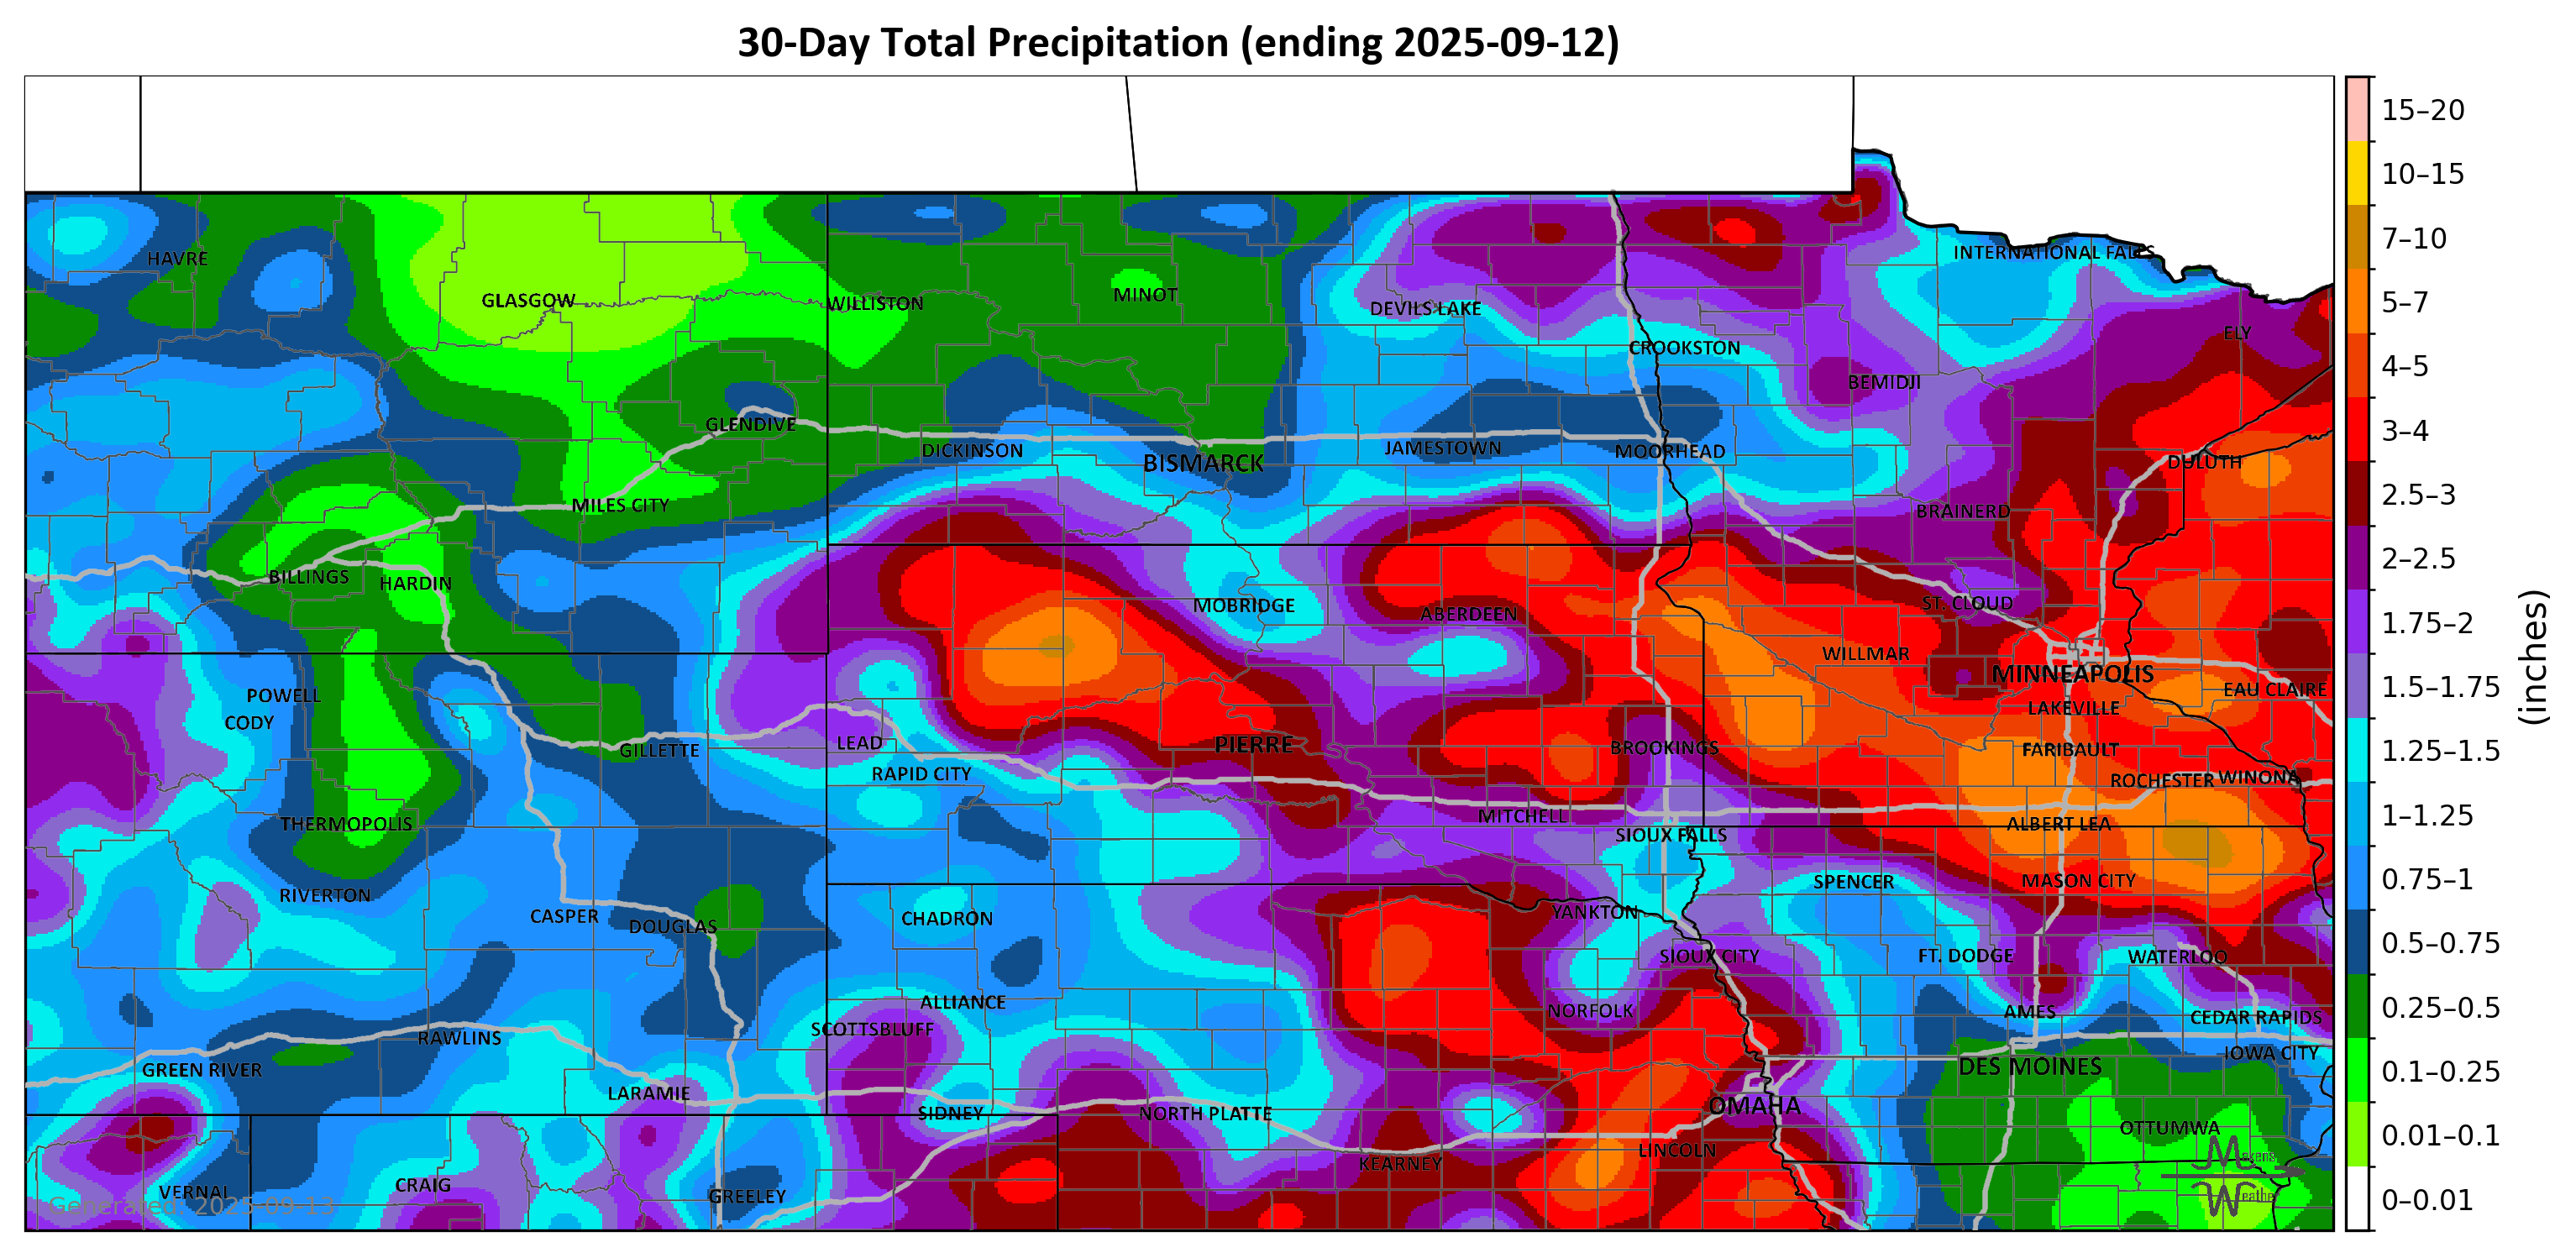 30-Day Total Precipitation (ending 2025-09-12)
15–20
10–15
7–10
5–7
4–5
3–4
2.5–3
2–2.5
1.75–2
1.5–1.75
1.25–1.5
1–1.25
0.75–1
0.5–0.75
0.25–0.5
0.1–0.25
0.01–0.1
0–0.01
(inches)
HAVRE
INTERNATIONAL FALLS
GLASGOW
WILLISTON
MINOT
DEVILS LAKE
ELY
CROOKSTON
BEMIDJI
GLENDIVE
DICKINSON
BISMARCK
JAMESTOWN
MOORHEAD
DULUTH
MILES CITY
BRAINERD
BILLINGS
HARDIN
MOBRIDGE
ABERDEEN
ST. CLOUD
WILLMAR
MINNEAPOLIS
EAU CLAIRE
POWELL
CODY
LAKEVILLE
GILLETTE
LEAD
PIERRE
BROOKINGS
FARIBAULT
RAPID CITY
ROCHESTER
WINONA
THERMOPOLIS
MITCHELL
SIOUX FALLS
ALBERT LEA
RIVERTON
SPENCER
MASON CITY
CASPER
DOUGLAS
CHADRON
YANKTON
SIOUX CITY
FT. DODGE
WATERLOO
ALLIANCE
NORFOLK
AMES
CEDAR RAPIDS
SCOTTSBLUFF
RAWLINS
IOWA CITY
GREEN RIVER
DES MOINES
LARAMIE
SIDNEY
NORTH PLATTE
OMAHA
OTTUMWA
LINCOLN
KEARNEY
VERNAL
CRAIG
GREELEY
Generated: 2025-09-13
Makens
Weather